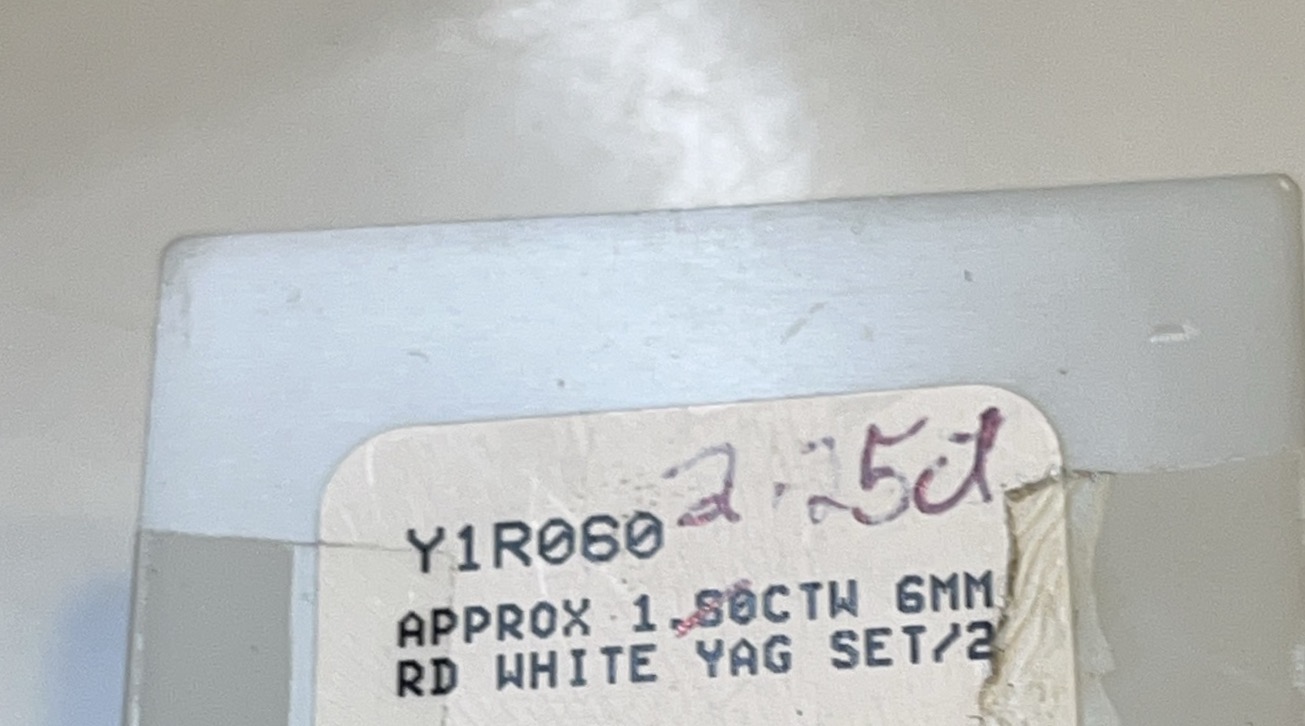 2.25ct
Y1R060
APPROX 1.80CTW 6MM
RD WHITE YAG SET/2